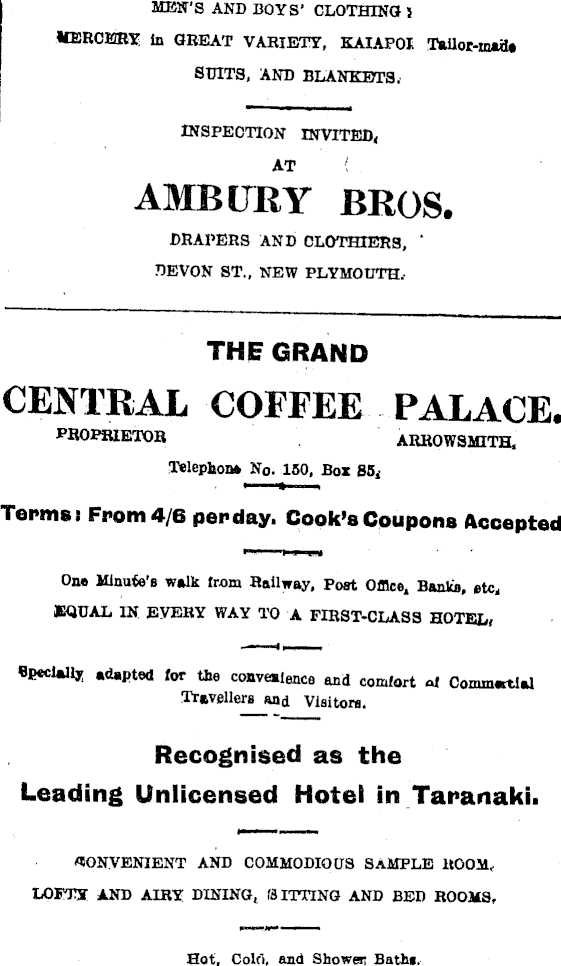 MEN'S AND BOYS' CLOTHING;
MERCERY in GREAT VARIETY, KAIAPOI Tailor-made
SUITS, AND BLANKETS.
INSPECTION INVITED,
AT
AMBURY BROS.
DRAPERS AND CLOTHIERS,
DEVON ST., NEW PLYMOUTH.
THE GRAND
CENTRAL COFFEE PALACE.
PROPRIETOR ARROWSMITH.
Telephone No. 150, Box 85,
Terms: From 4/6 per day. Cook's Coupons Accepted
One Minute's walk from Railway, Post Office, Banks, etc,
EQUAL IN EVERY WAY TO A FIRST-CLASS HOTEL,
Specially adapted for the convenience and comfort of Commercial
Travellers and Visitors.
Recognised as the
Leading Unlicensed Hotel in Taranaki.
CONVENIENT AND COMMODIOUS SAMPLE ROOM,
LOFTY AND AIRY DINING, SITTING AND BED ROOMS,
Hot, Cold, and Shower Baths.